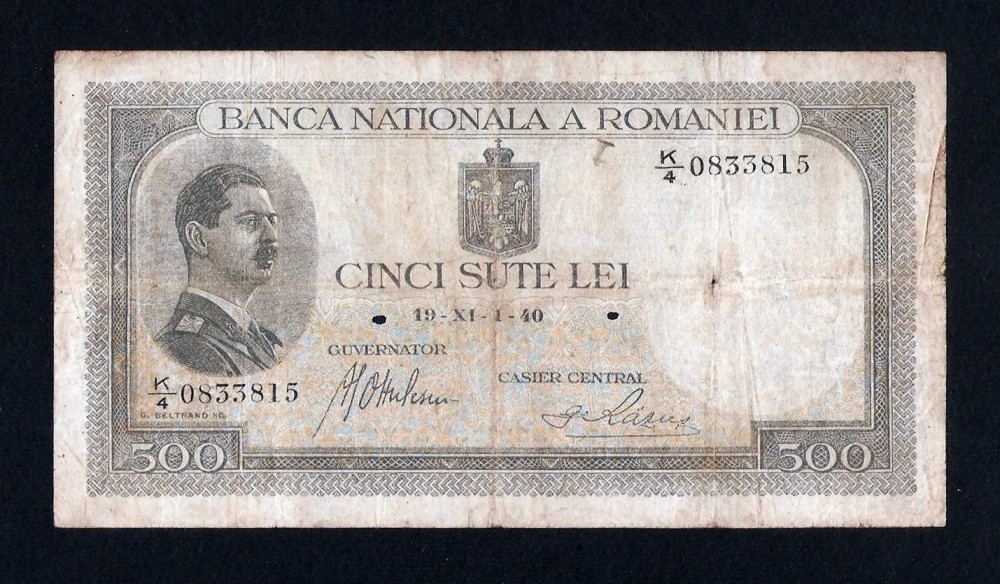 BANCA NATIONALA A ROMANIEI
K/4 0833815
CINCI SUTE LEI
19-XI-1-40
GUVERNATOR
CASIER CENTRAL
K/4 0833815
G. BELTRAND SC.
500
500